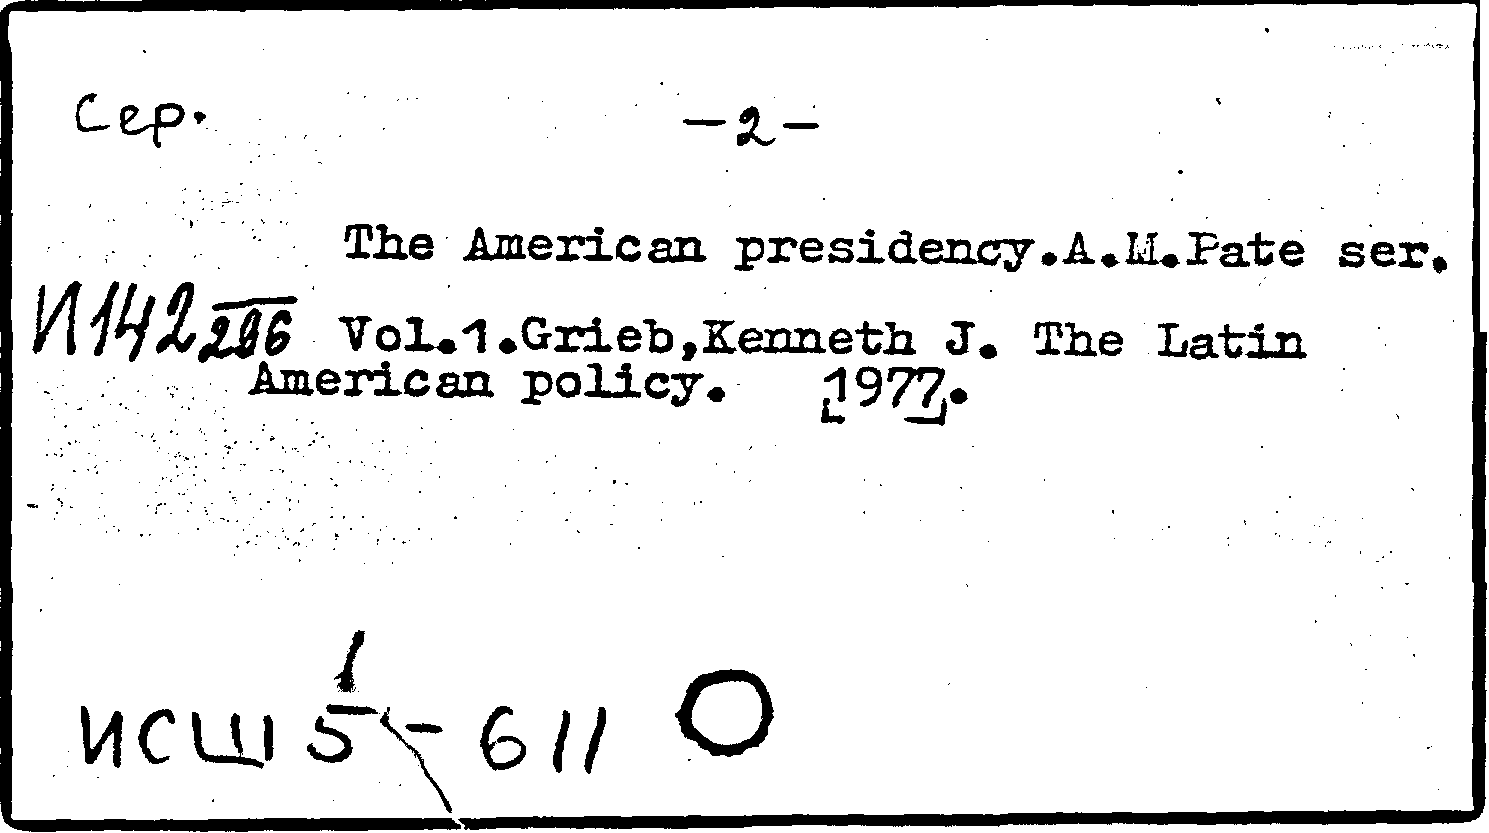 Сер. -2-
The American presidency.A.M.Pate ser.
И142 296 Vol.1.Grieb,Kenneth J. The Latin
American policy. [1977].
1
ИСШ 5 - 611